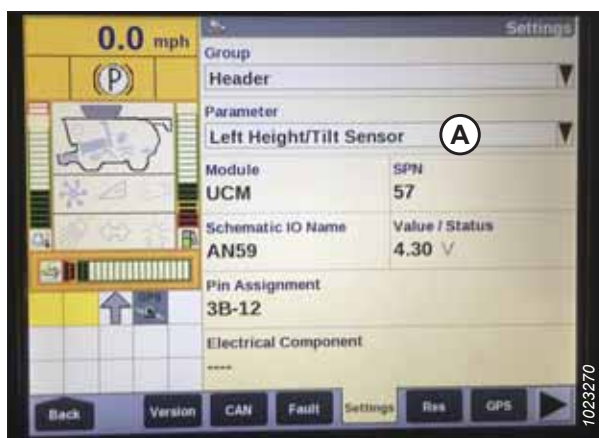 0.0 mph
Settings
(P)
Group
Header
Parameter
Left Height/Tilt Sensor
A
Module
UCM
SPN
57
Schematic IO Name
AN59
Value / Status
4.30 V
Pin Assignment
3B-12
Electrical Component
----
Back
Version
CAN
Fault
Settings
Res
GPS
1023270